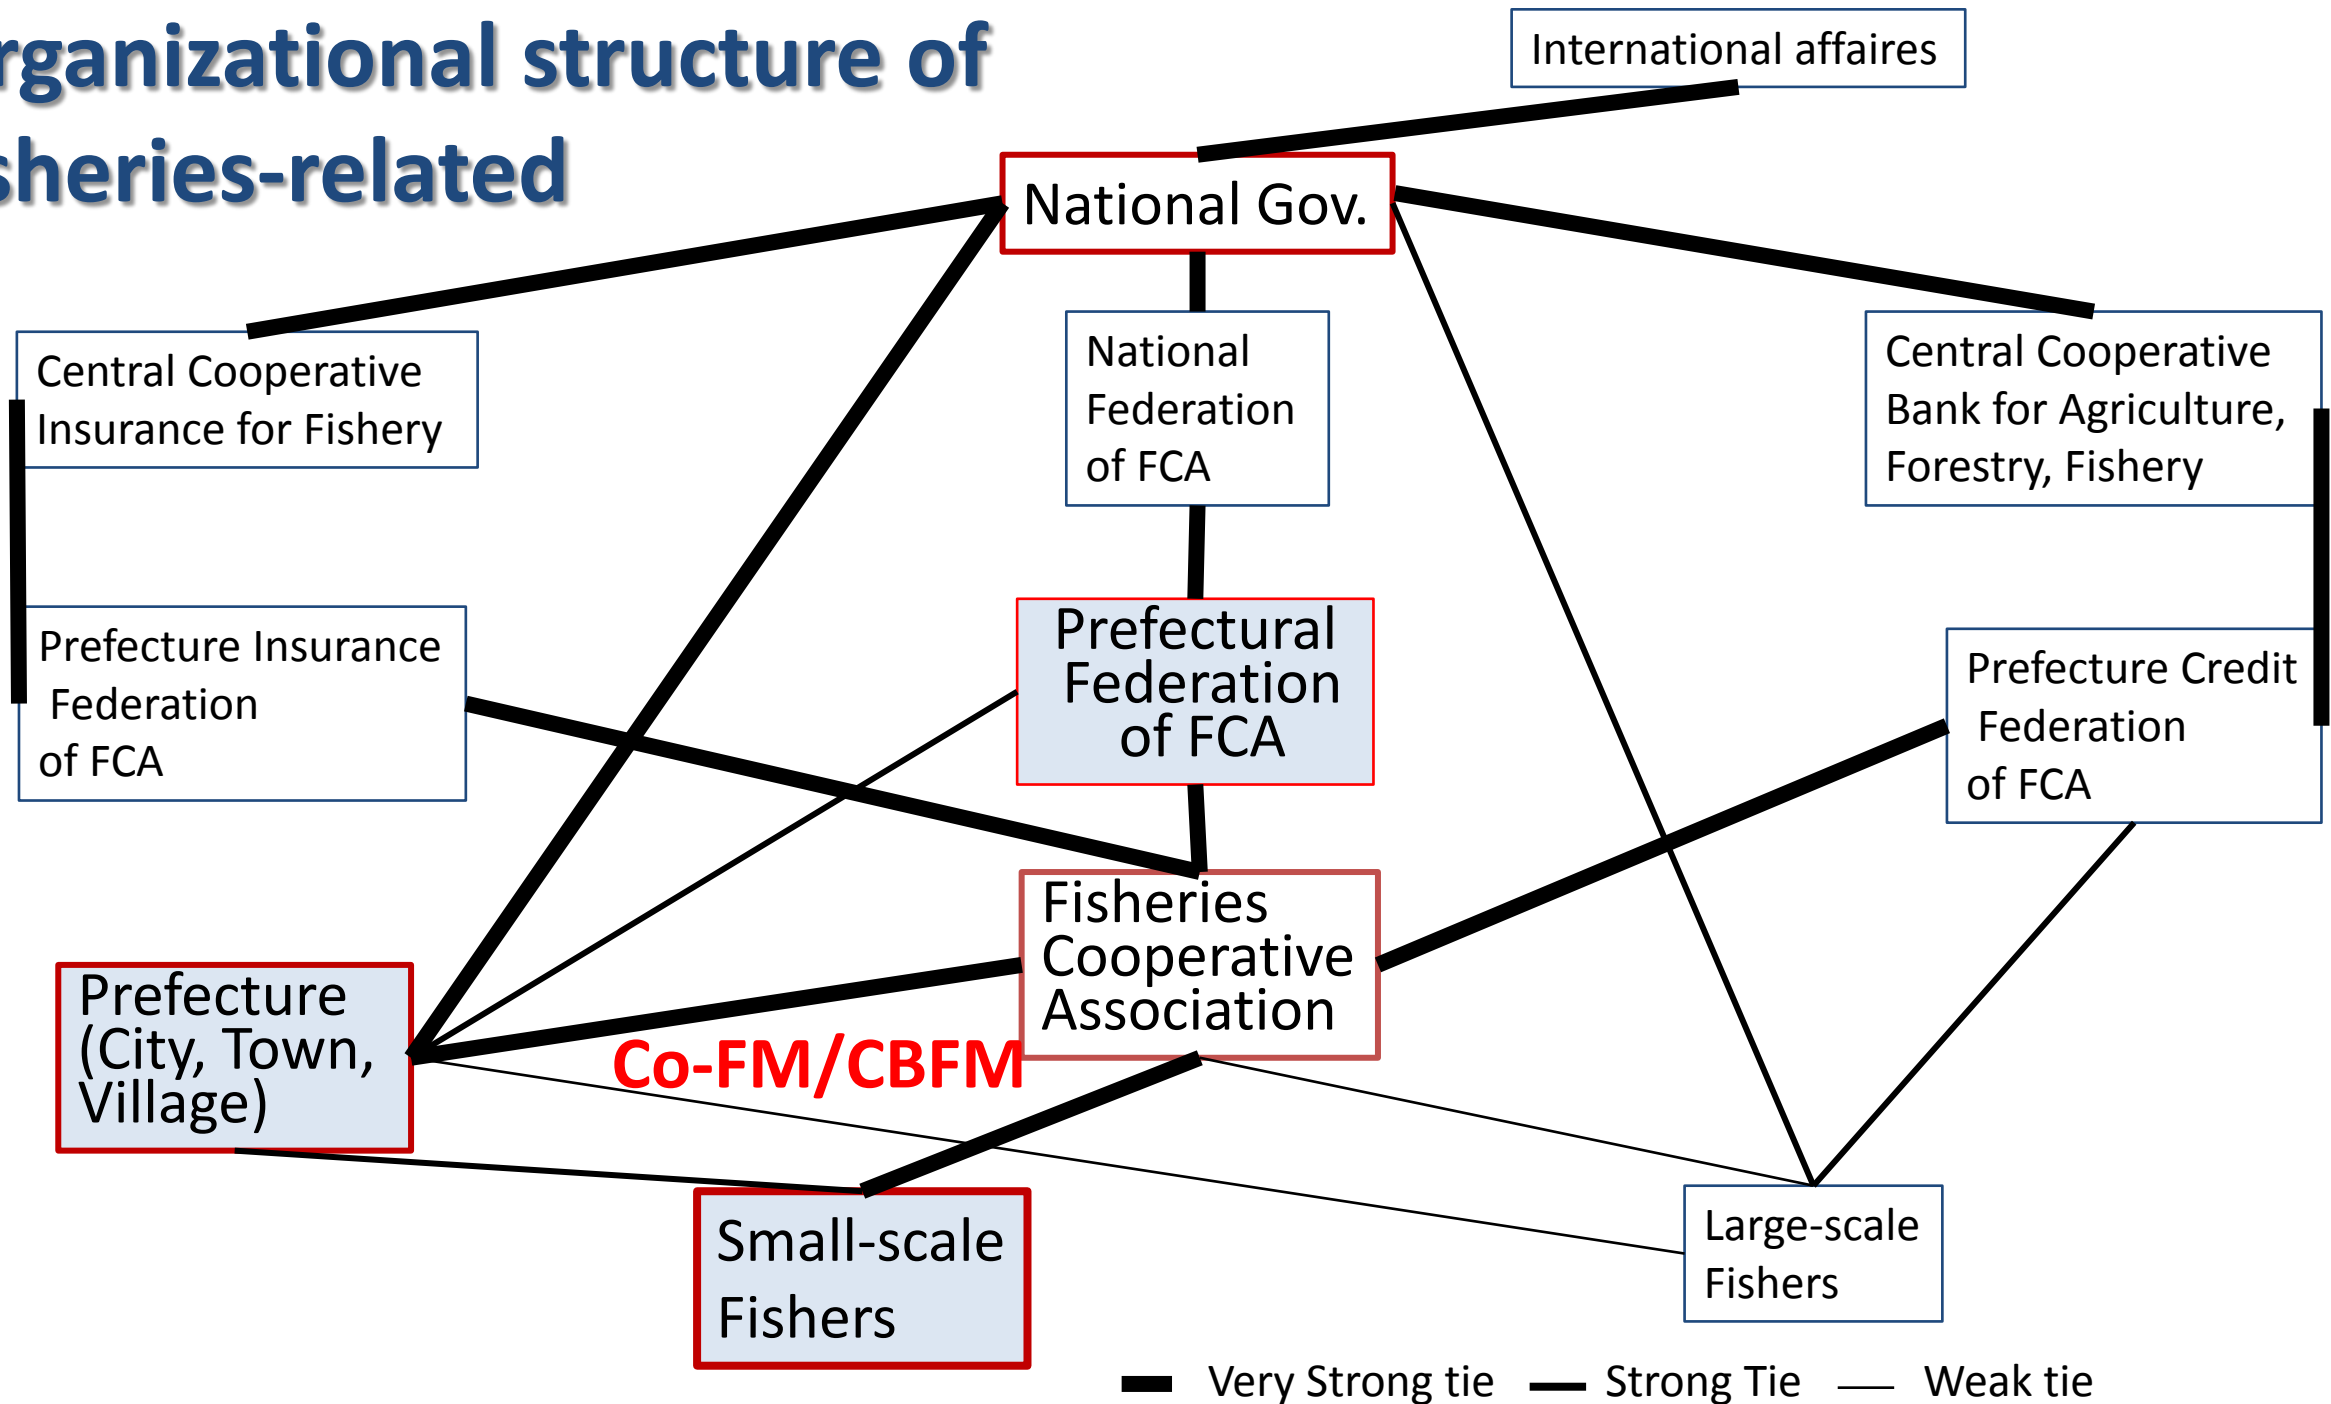 rganizational structure of
sheries-related
International affaires
National Gov.
Central Cooperative
Insurance for Fishery
National
Federation
of FCA
Central Cooperative
Bank for Agriculture,
Forestry, Fishery
Prefecture Insurance
Federation
of FCA
Prefectural
Federation
of FCA
Prefecture Credit
Federation
of FCA
Fisheries
Cooperative
Association
Prefecture
(City, Town,
Village)
Co-FM/CBFM
Small-scale
Fishers
Large-scale
Fishers
Very Strong tie
Strong Tie
Weak tie